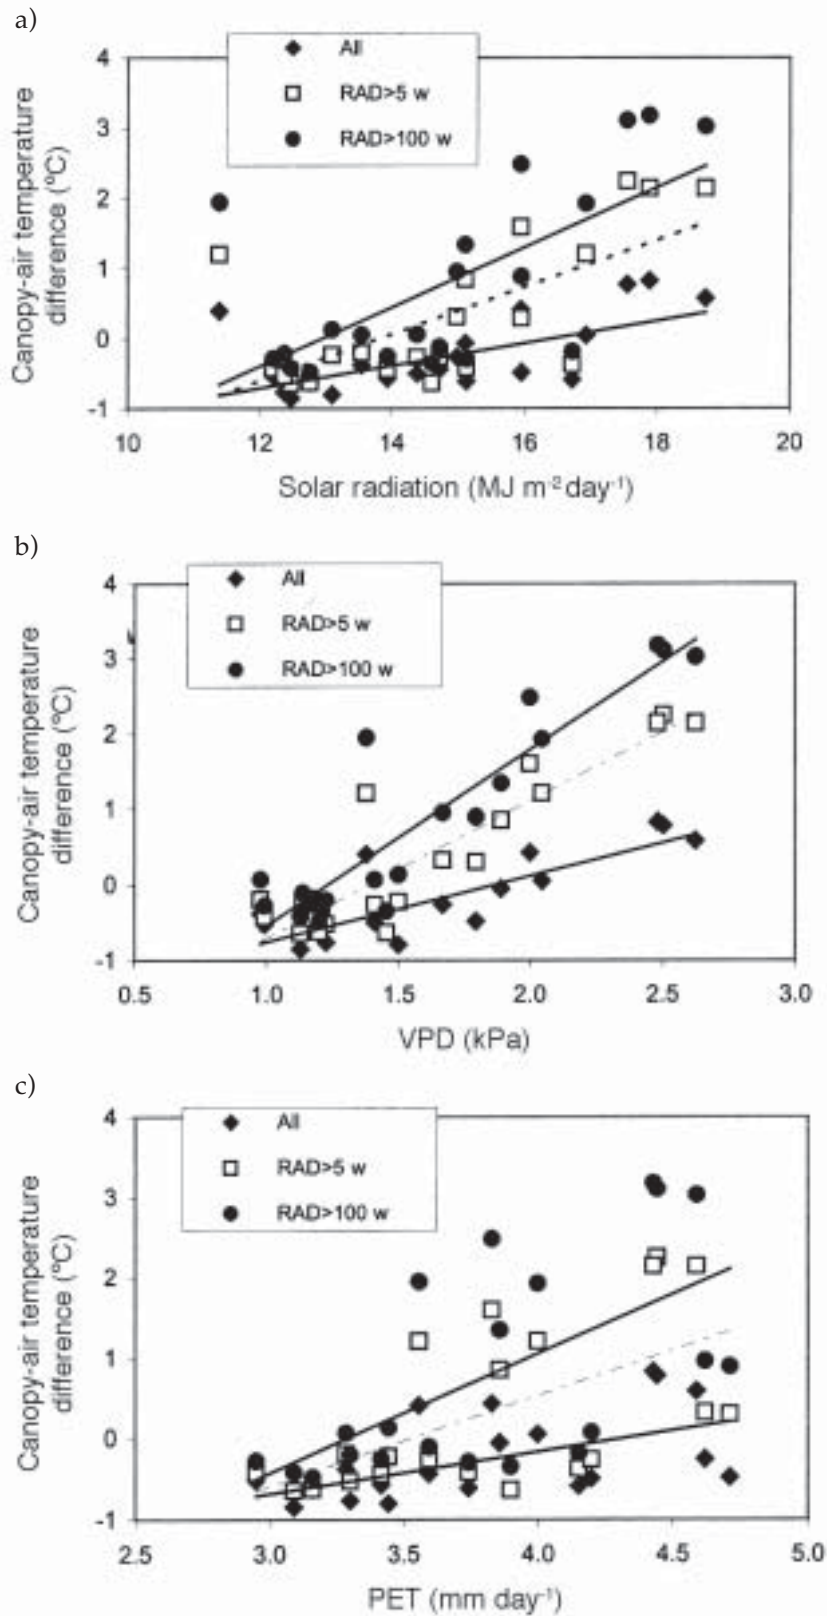 a)
All
RAD>5 w
RAD>100 w
Canopy-air temperature
difference (°C)
4
3
2
1
0
-1
10 12 14 16 18 20
Solar radiation (MJ m-2 day-1)
b)
All
RAD>5 w
RAD>100 w
Canopy-air temperature
difference (°C)
4
3
2
1
0
-1
0.5 1.0 1.5 2.0 2.5 3.0
VPD (kPa)
c)
All
RAD>5 w
RAD>100 w
Canopy-air temperature
difference (°C)
4
3
2
1
0
-1
2.5 3.0 3.5 4.0 4.5 5.0
PET (mm day-1)